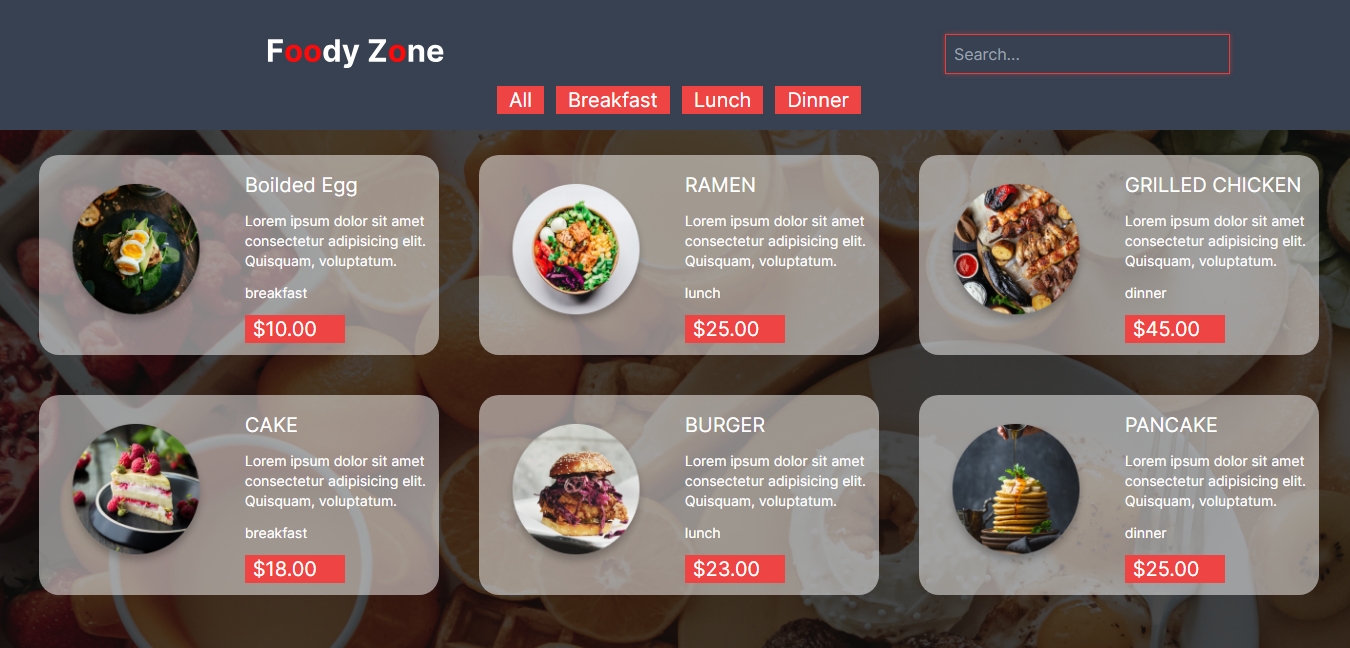 Foody Zone
Search...
All Breakfast Lunch Dinner
Boilded Egg
Lorem ipsum dolor sit amet
consectetur adipisicing elit.
Quisquam, voluptatum.
breakfast
$10.00
RAMEN
Lorem ipsum dolor sit amet
consectetur adipisicing elit.
Quisquam, voluptatum.
lunch
$25.00
GRILLED CHICKEN
Lorem ipsum dolor sit amet
consectetur adipisicing elit.
Quisquam, voluptatum.
dinner
$45.00
CAKE
Lorem ipsum dolor sit amet
consectetur adipisicing elit.
Quisquam, voluptatum.
breakfast
$18.00
BURGER
Lorem ipsum dolor sit amet
consectetur adipisicing elit.
Quisquam, voluptatum.
lunch
$23.00
PANCAKE
Lorem ipsum dolor sit amet
consectetur adipisicing elit.
Quisquam, voluptatum.
dinner
$25.00